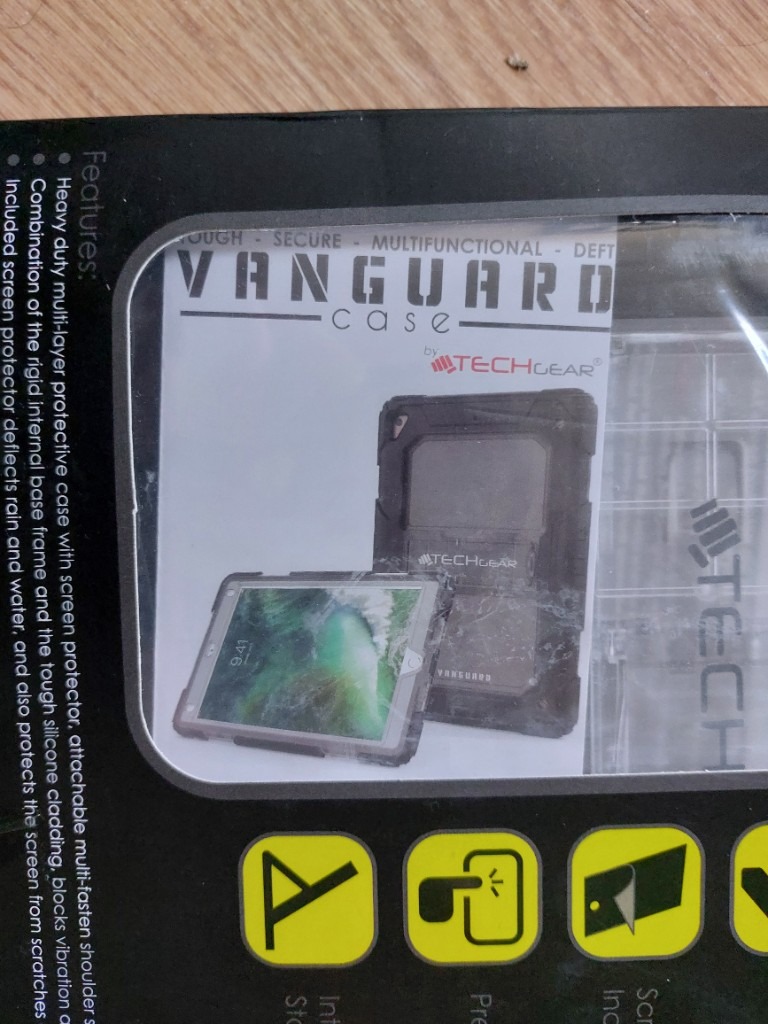 TOUGH - SECURE - MULTIFUNCTIONAL - DEFT
VANGUARD
case
by TECHGEAR®
TECHGEAR
VANGUARD
9:41
TECH
Features:
• Heavy duty multi-layer protective case with screen protector, attachable multi-fasten shoulder
• Combination of the rigid internal base frame and the tough silicone cladding, blocks vibration
• Included screen protector deflects rain and water, and also protects the screen from scratches